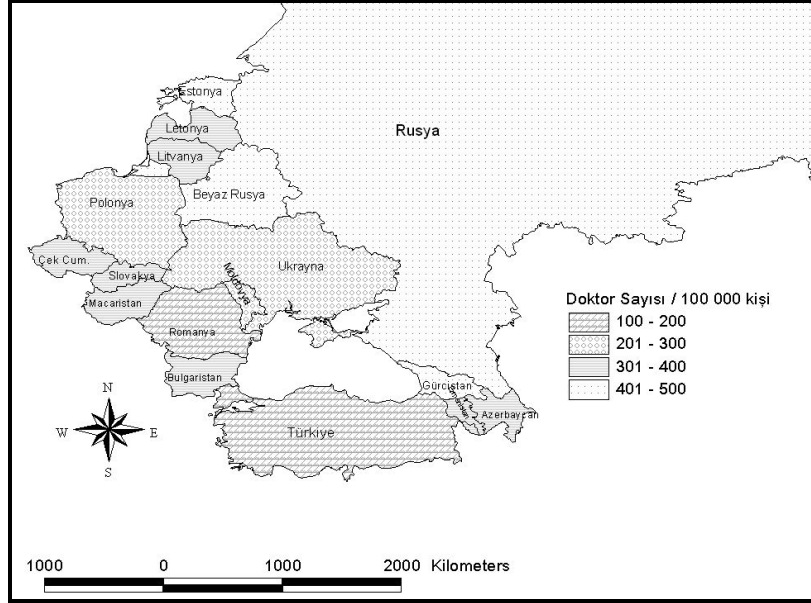 Estonya
Letonya
Litvanya
Rusya
Beyaz Rusya
Polonya
Çek Cum.
Slovakya
Ukrayna
Macaristan
Moldovya
Romanya
Bulgaristan
Gürcistan
Azerbaycan
Türkiye
Doktor Sayısı / 100 000 kişi
100 - 200
201 - 300
301 - 400
401 - 500
N
W E
S
1000 0 1000 2000 Kilometers